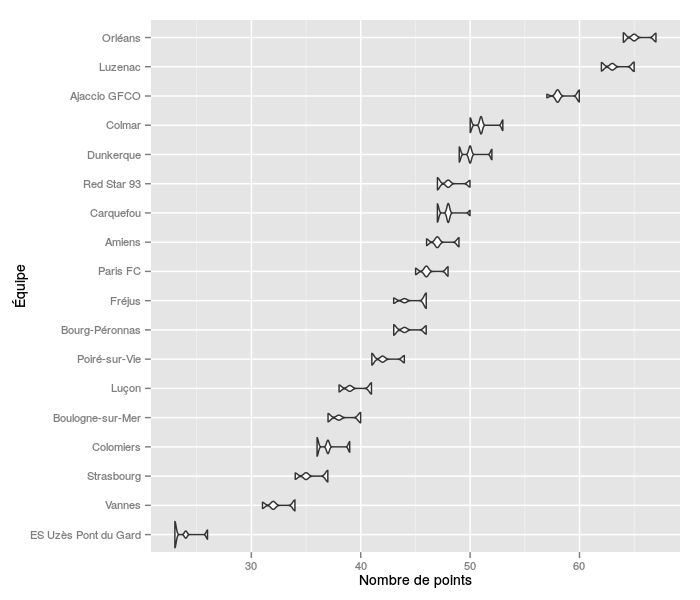 Orléans
Luzenac
Ajaccio GFCO
Colmar
Dunkerque
Red Star 93
Carquefou
Amiens
Paris FC
Fréjus
Bourg-Péronnas
Poiré-sur-Vie
Luçon
Boulogne-sur-Mer
Colomiers
Strasbourg
Vannes
ES Uzès Pont du Gard
Équipe
30 40 50 60
Nombre de points